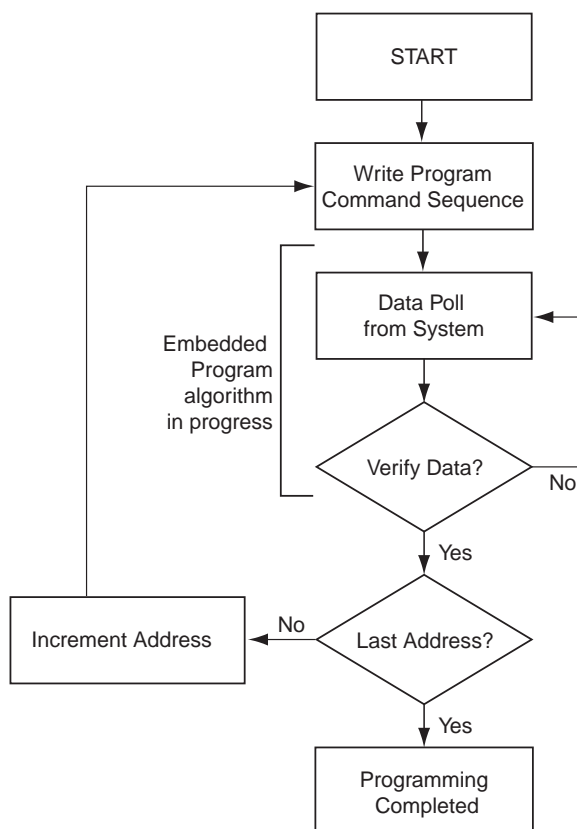 START
Write Program
Command Sequence
Data Poll
from System
Embedded
Program
algorithm
in progress
Verify Data?
No
Yes
Last Address?
No
Increment Address
Yes
Programming
Completed